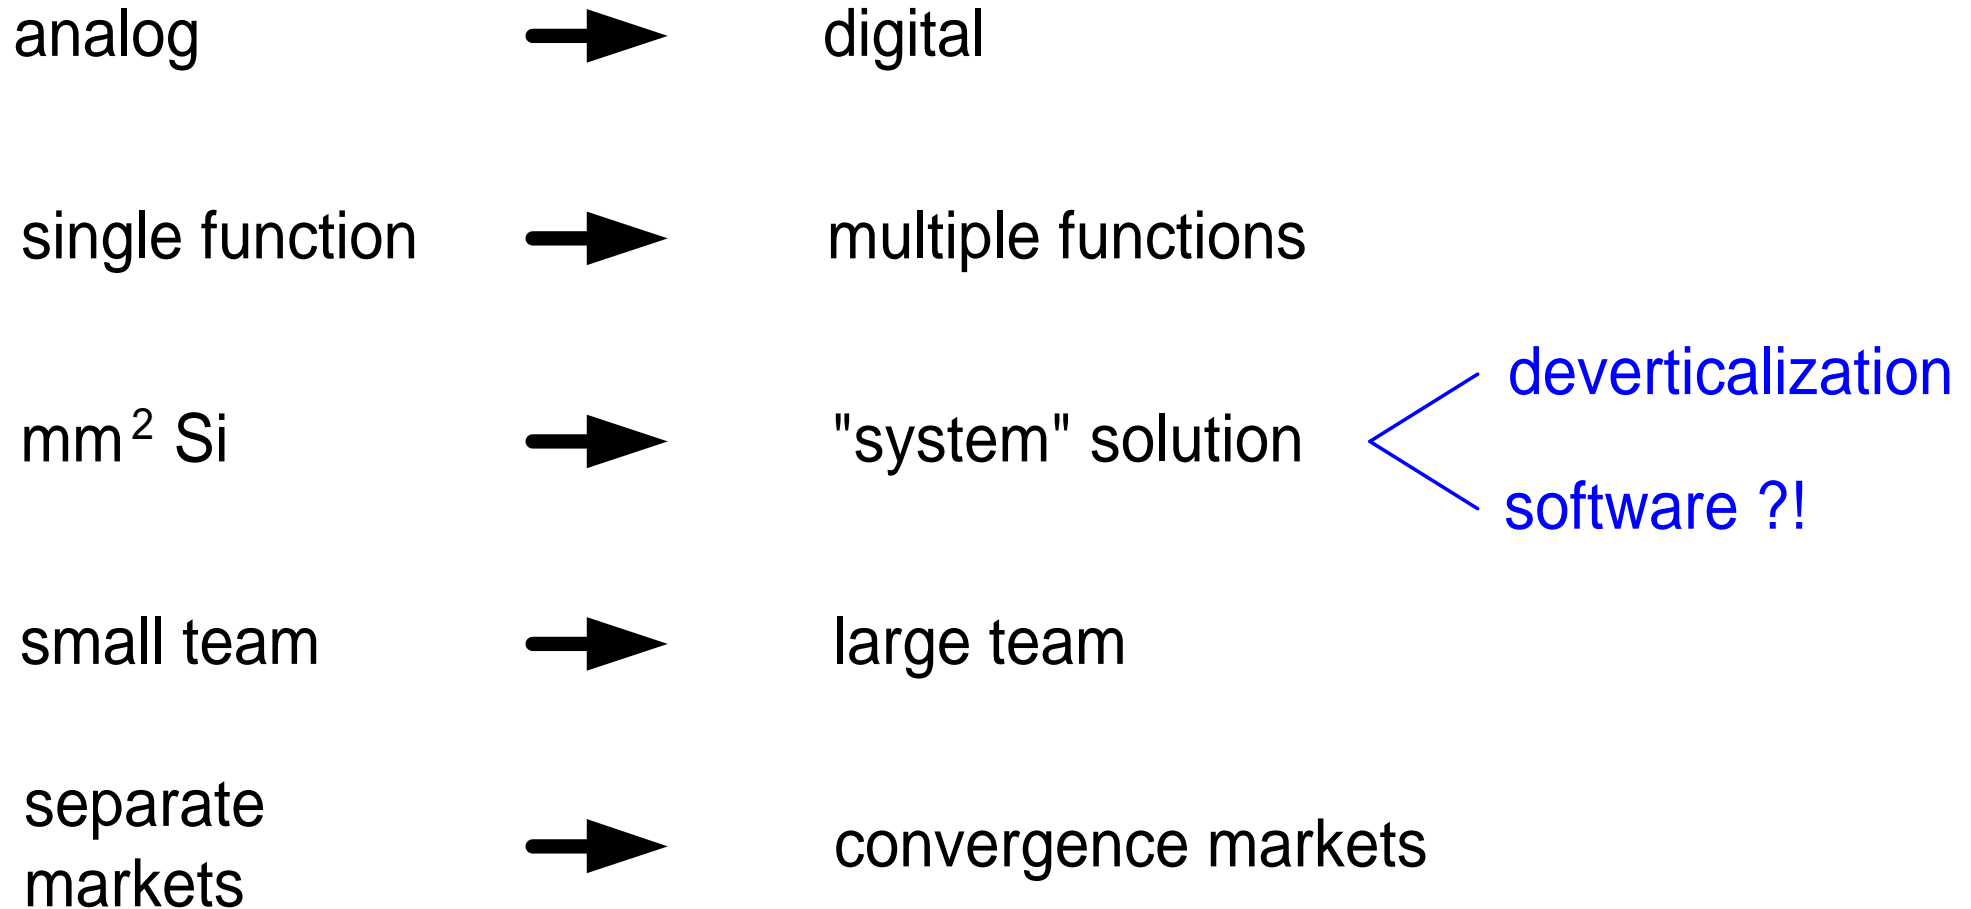 analog digital
single function multiple functions
deverticalization
mm² Si "system" solution
software ?!
small team large team
separate
markets convergence markets